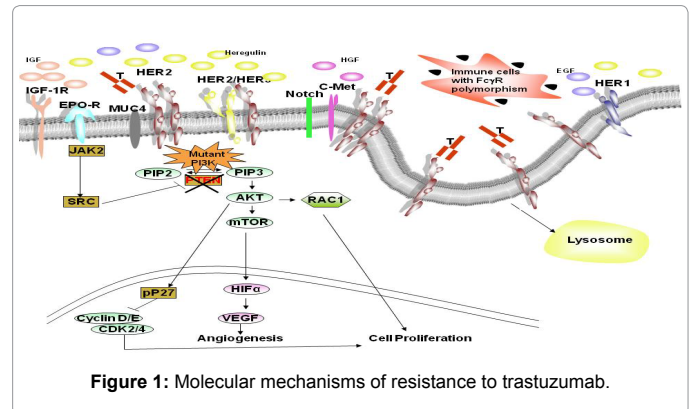 IGF
Heregulin
HGF
EGF
T
HER2
HER2/HER3
Notch
C-Met
T
Immune cells
with FcγR
polymorphism
HER1
IGF-1R
EPO-R
MUC4
T
T
JAK2
Mutant
PI3K
PIP2
PTEN
PIP3
SRC
AKT
RAC1
mTOR
Lysosome
pP27
HIFα
Cyclin D/E
CDK2/4
VEGF
Angiogenesis
Cell Proliferation
Figure 1: Molecular mechanisms of resistance to trastuzumab.